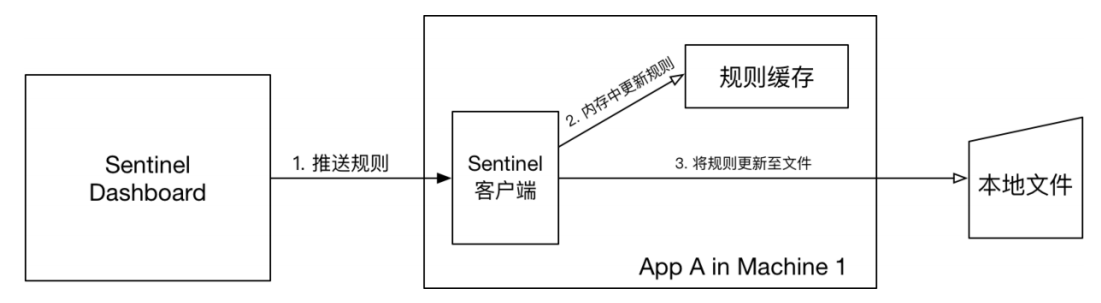 Sentinel
Dashboard
1. 推送规则
Sentinel
客户端
2. 内存中更新规则
规则缓存
3. 将规则更新至文件
本地文件
App A in Machine 1